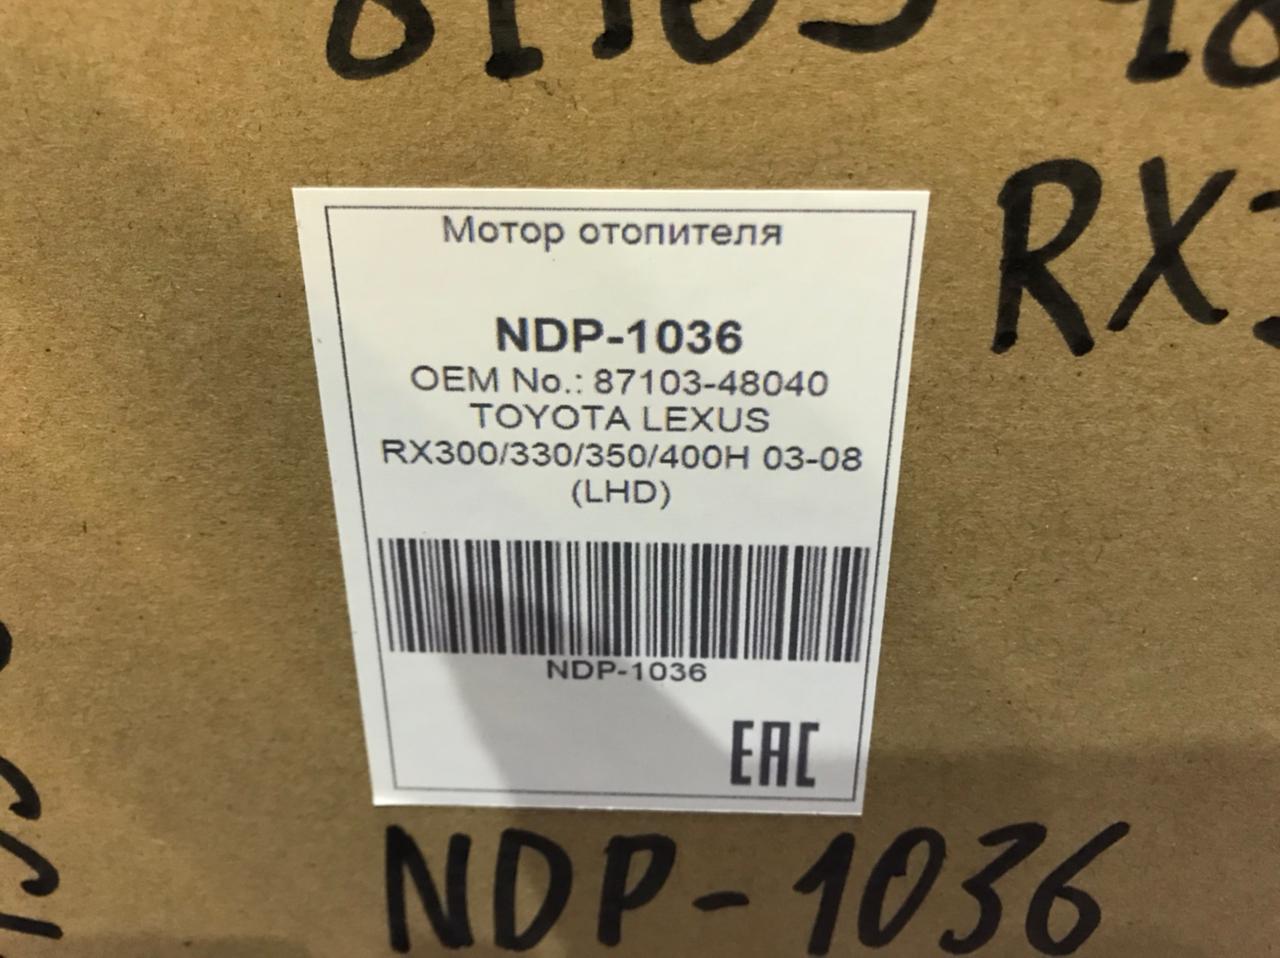 Мотор отопителя
NDP-1036
OEM No.: 87103-48040
TOYOTA LEXUS
RX300/330/350/400H 03-08
(LHD)
NDP-1036
EAC
NDP-1036